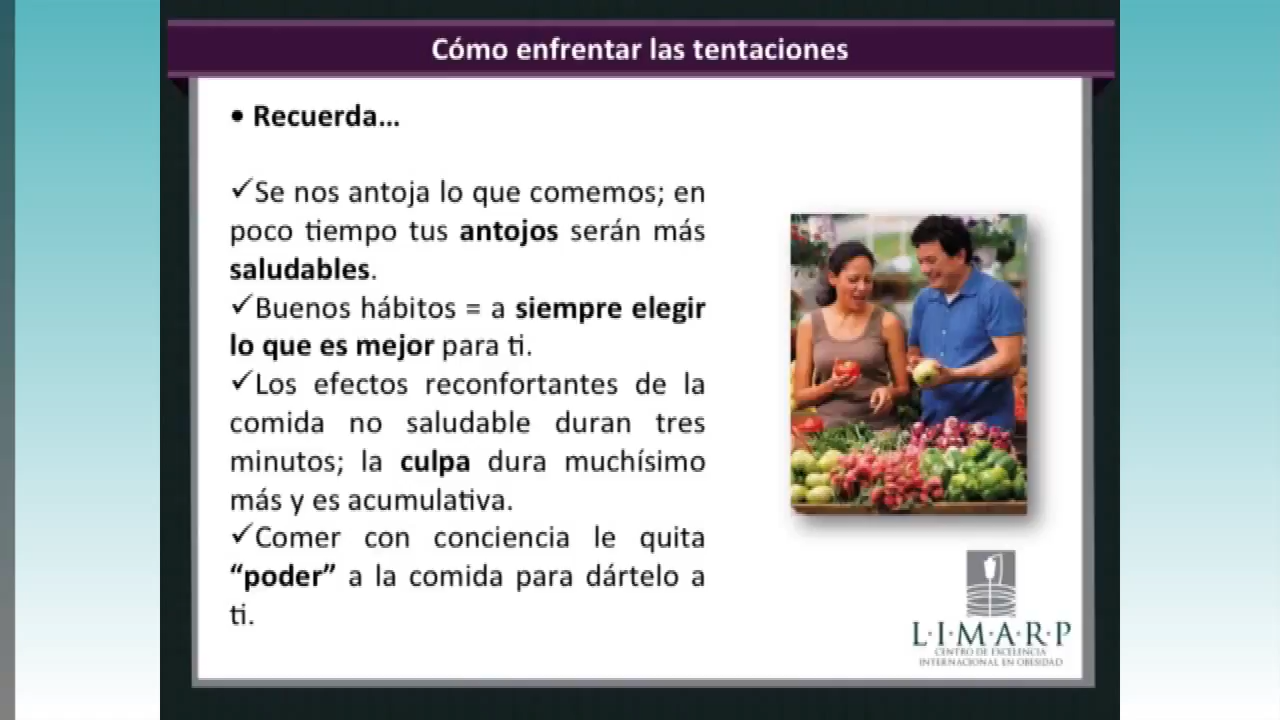 Cómo enfrentar las tentaciones
• Recuerda...
✓Se nos antoja lo que comemos; en
poco tiempo tus antojos serán más
saludables.
✓Buenos hábitos = a siempre elegir
lo que es mejor para ti.
✓Los efectos reconfortantes de la
comida no saludable duran tres
minutos; la culpa dura muchísimo
más y es acumulativa.
✓Comer con conciencia le quita
“poder” a la comida para dártelo a
ti.
L·I·M·A·R·P
CENTRO DE EXCELENCIA
INTERNACIONAL EN OBESIDAD